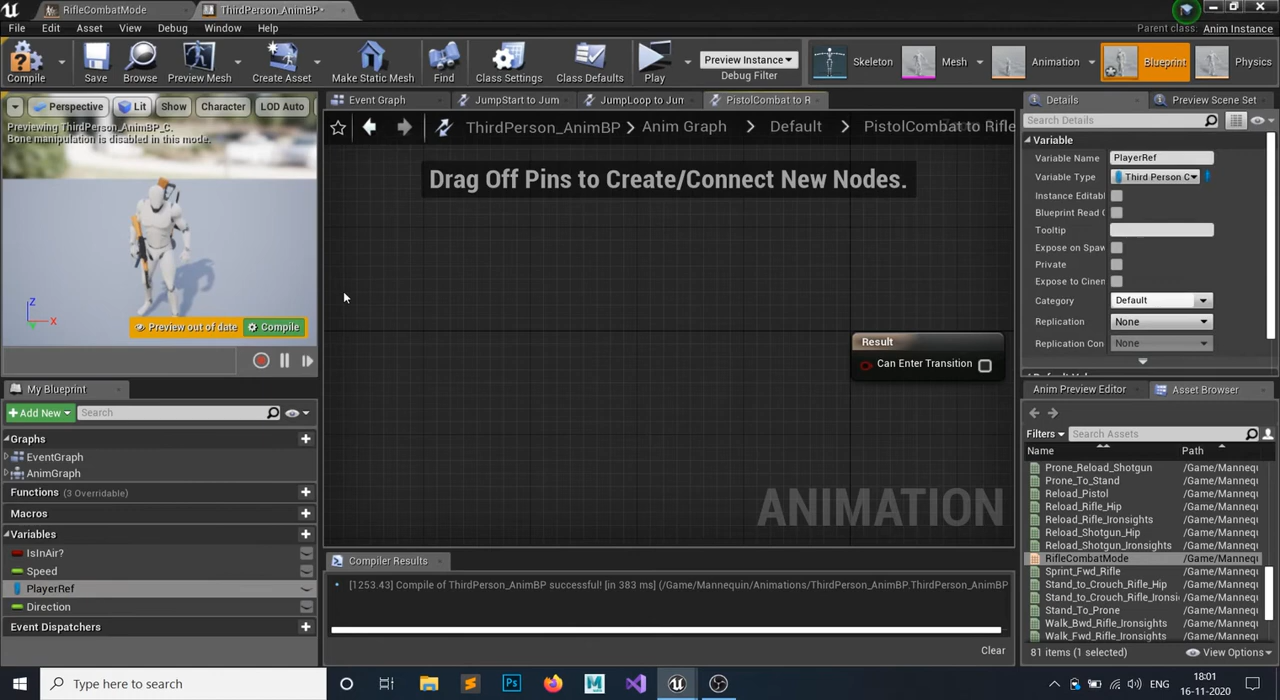 RifleCombatMode
ThirdPerson_AnimBP*
File Edit Asset View Debug Window Help
Parent class: Anim Instance
Compile
Save
Browse
Preview Mesh
Create Asset
Make Static Mesh
Find
Class Settings
Class Defaults
Play
Preview Instance
Debug Filter
Skeleton
Mesh
Animation
Blueprint
Physics
Perspective
Lit
Show
Character
LOD Auto
Previewing ThirdPerson_AnimBP_C.
Bone manipulation is disabled in this mode.
Z
X
Preview out of date
Compile
Event Graph
JumpStart to Jum
JumpLoop to Jum
PistolCombat to R
ThirdPerson_AnimBP > Anim Graph > Default > PistolCombat to Rifle
Drag Off Pins to Create/Connect New Nodes.
Result
Can Enter Transition
ANIMATION
My Blueprint
Add New
Search
Graphs
EventGraph
AnimGraph
Functions (3 Overridable)
Macros
Variables
IsInAir?
Speed
PlayerRef
Direction
Event Dispatchers
Compiler Results
[1253.43] Compile of ThirdPerson_AnimBP successful! [in 383 ms] (/Game/Mannequin/Animations/ThirdPerson_AnimBP.ThirdPerson_AnimBP
Clear
Details
Preview Scene Set
Search Details
Variable
Variable Name PlayerRef
Variable Type Third Person C
Instance Editabl
Blueprint Read O
Tooltip
Expose on Spaw
Private
Expose to Cinem
Category Default
Replication None
Replication Con None
Anim Preview Editor
Asset Browser
Filters
Search Assets
Name Path
Prone_Reload_Shotgun /Game/Mannequ
Prone_To_Stand /Game/Mannequ
Reload_Pistol /Game/Mannequ
Reload_Rifle_Hip /Game/Mannequ
Reload_Rifle_Ironsights /Game/Mannequ
Reload_Shotgun_Hip /Game/Mannequ
Reload_Shotgun_Ironsights /Game/Mannequ
RifleCombatMode /Game/Mannequ
Sprint_Fwd_Rifle /Game/Mannequ
Stand_to_Crouch_Rifle_Hip /Game/Mannequ
Stand_to_Crouch_Rifle_Ironsi /Game/Mannequ
Stand_To_Prone /Game/Mannequ
Walk_Bwd_Rifle_Ironsights /Game/Mannequ
Walk_Fwd_Rifle_Ironsights /Game/Mannequ
81 items (1 selected)
View Options
Type here to search
Ps
M
ENG
18:01
16-11-2020